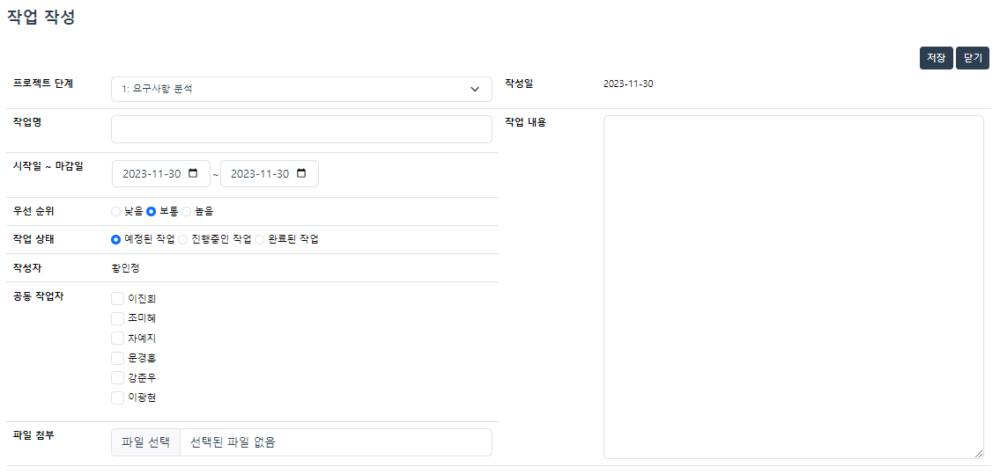 작업 작성
저장 닫기
프로젝트 단계 1: 요구사항 분석 작성일 2023-11-30
작업명 작업 내용
시작일 ~ 마감일 2023-11-30 ~ 2023-11-30
우선 순위 낮음 보통 높음
작업 상태 예정된 작업 진행중인 작업 완료된 작업
작성자 황인정
공동 작업자 이진희
조미혜
차예지
문경훈
강준우
이광현
파일 첨부 파일 선택 선택된 파일 없음